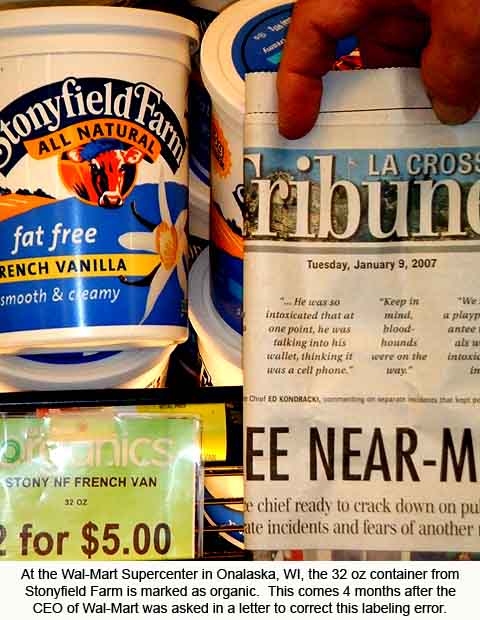 Stonyfield Farm
ALL NATURAL
fat free
FRENCH VANILLA
smooth & creamy
organics
STONY NF FRENCH VAN
32 OZ
2 for $5.00
LA CROSS
Tribune
Tuesday, January 9, 2007
"... He was so
intoxicated that at
one point, he was
talking into his
wallet, thinking it
was a cell phone."
"Keep in
mind,
blood-
hounds
were on the
way."
"We
a playp
antee
als w
intoxic
in
Chief ED KONDRACKI, commenting on separate incidents that kept po
EE NEAR-M
e chief ready to crack down on pu
ate incidents and fears of another
At the Wal-Mart Supercenter in Onalaska, WI, the 32 oz container from
Stonyfield Farm is marked as organic. This comes 4 months after the
CEO of Wal-Mart was asked in a letter to correct this labeling error.